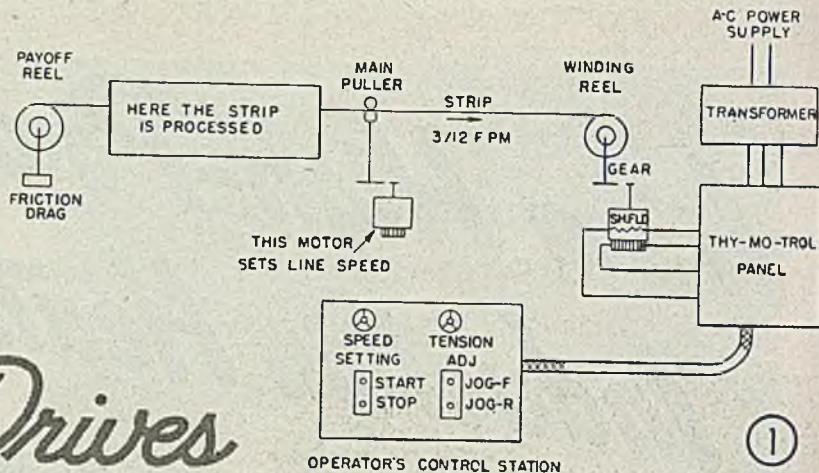 A-C POWER
SUPPLY
PAYOFF
REEL
MAIN
PULLER
WINDING
REEL
HERE THE STRIP
IS PROCESSED
STRIP
3/12 F PM
TRANSFORMER
FRICTION
DRAG
GEAR
SH.FLD
THIS MOTOR
SETS LINE SPEED
THY-MO-TROL
PANEL
SPEED
SETTING
TENSION
ADJ
START
STOP
JOG-F
JOG-R
Drives
OPERATOR'S CONTROL STATION
1